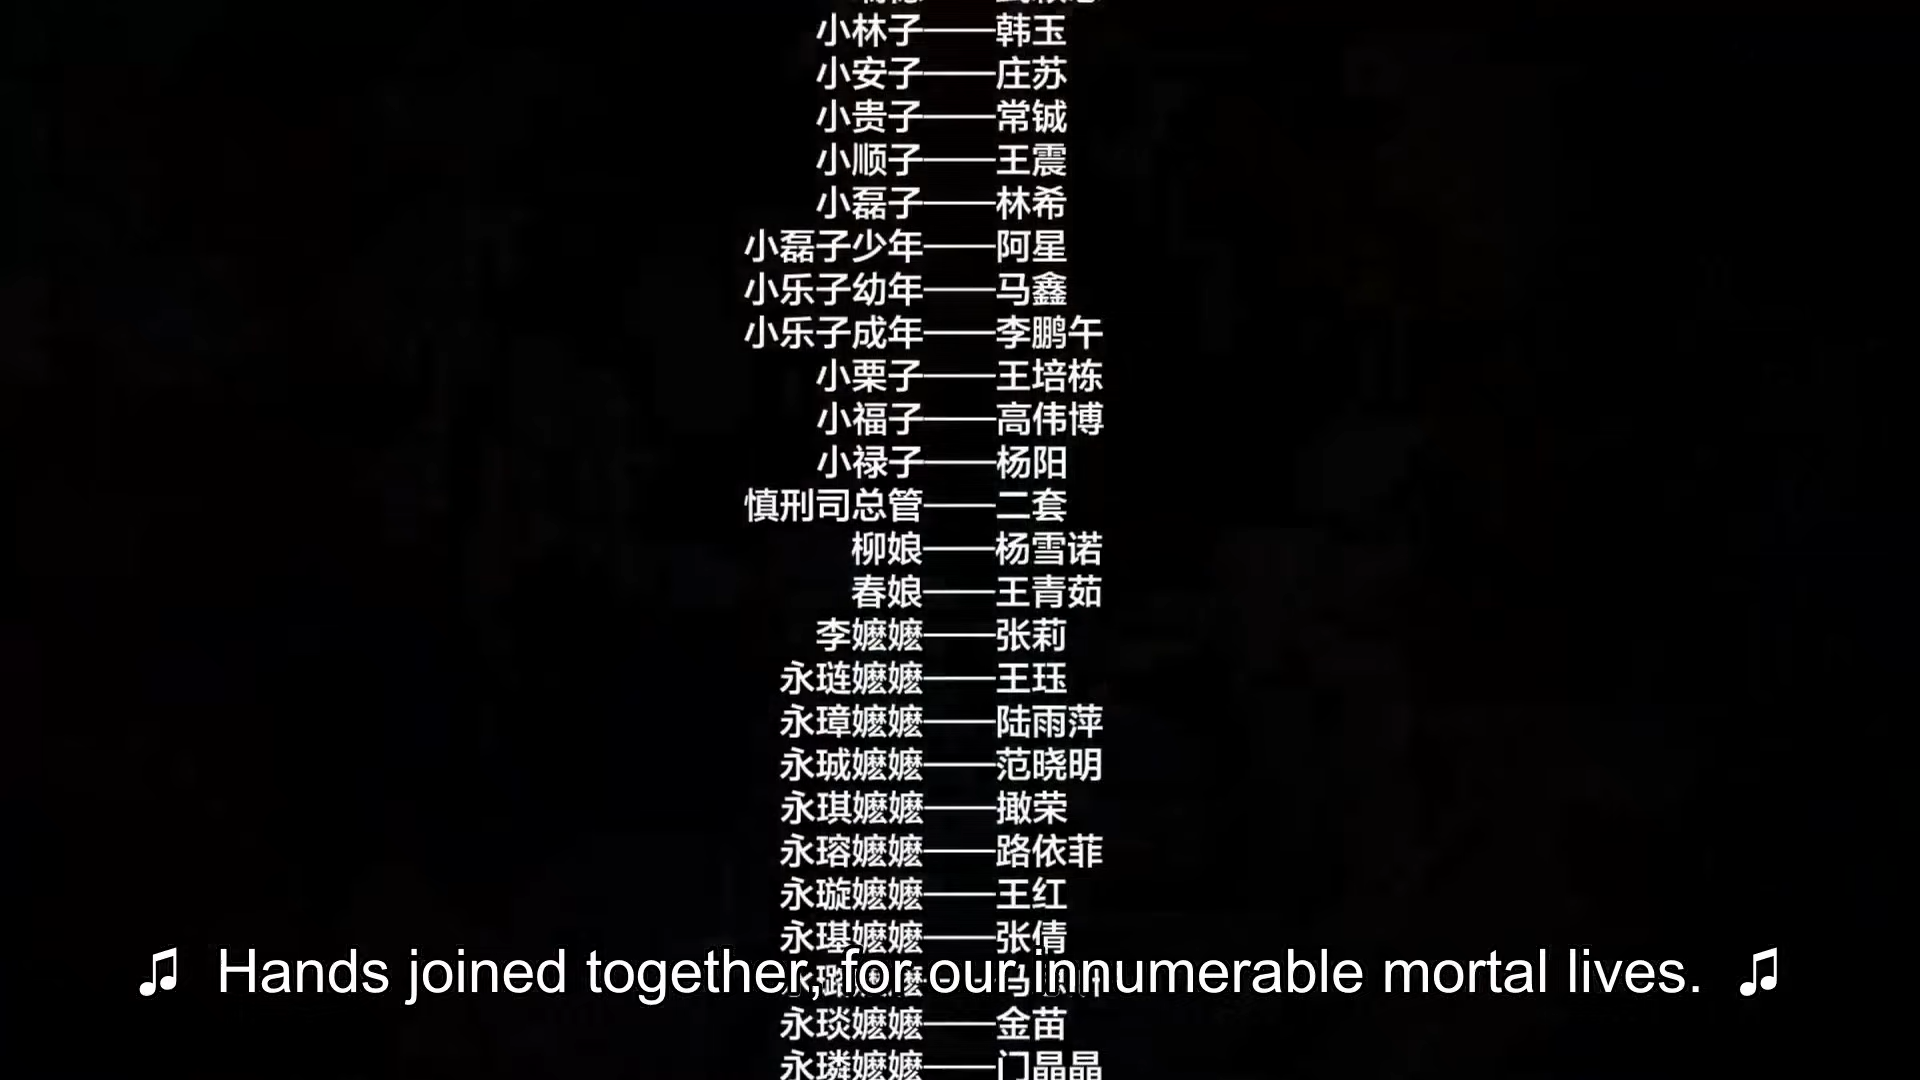 小林子——韩玉
小安子——庄苏
小贵子——常铖
小顺子——王震
小磊子——林希
小磊子少年——阿星
小乐子幼年——马鑫
小乐子成年——李鹏午
小栗子——王培栋
小福子——高伟博
小禄子——杨阳
慎刑司总管——二套
柳娘——杨雪诺
春娘——王青茹
李嬷嬷——张莉
永琏嬷嬷——王珏
永璋嬷嬷——陆雨萍
永珹嬷嬷——范晓明
永琪嬷嬷——撖荣
永瑢嬷嬷——路依菲
永璇嬷嬷——王红
永璂嬷嬷——张倩
♫ Hands joined together, for our innumerable mortal lives. ♫
永琰嬷嬷——金苗
永璘嬷嬷——门晶晶